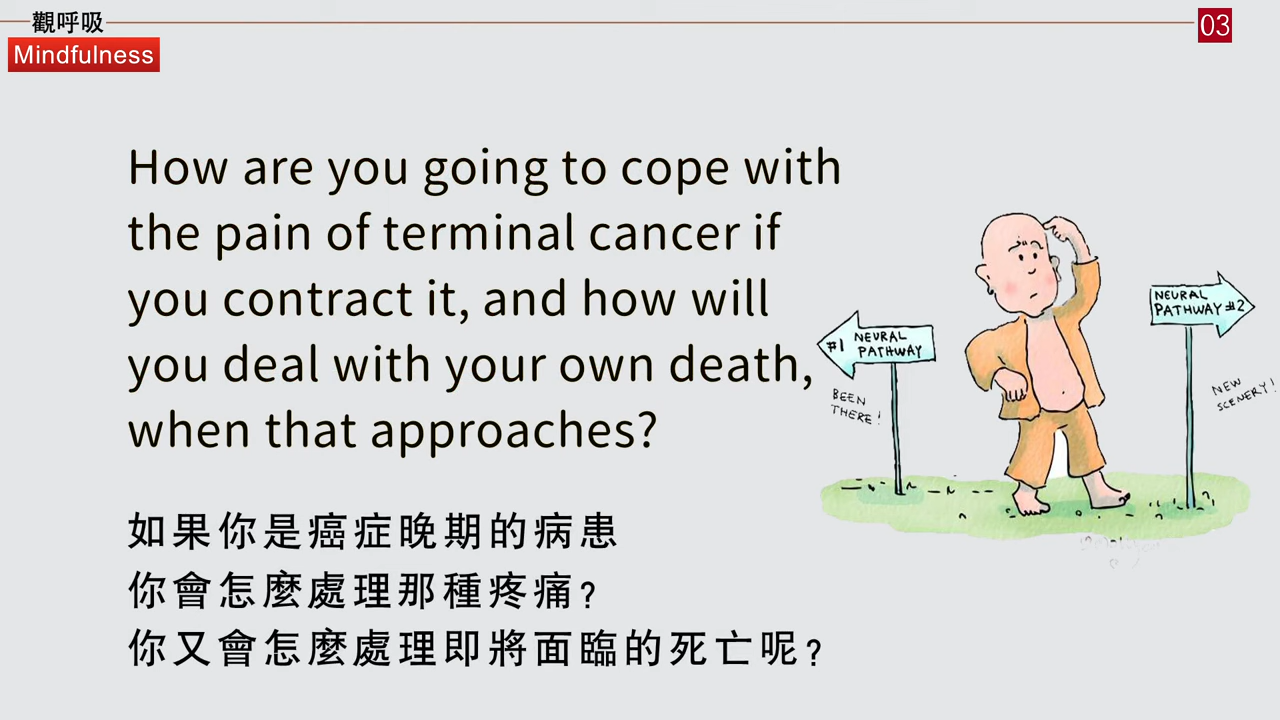 觀呼吸
03
Mindfulness
How are you going to cope with
the pain of terminal cancer if
you contract it, and how will
you deal with your own death,
when that approaches?
如果你是癌症晚期的病患
你會怎麼處理那種疼痛?
你又會怎麼處理即將面臨的死亡呢?
#1 NEURAL
PATHWAY
BEEN
THERE!
NEURAL
PATHWAY #2
NEW
SCENERY!